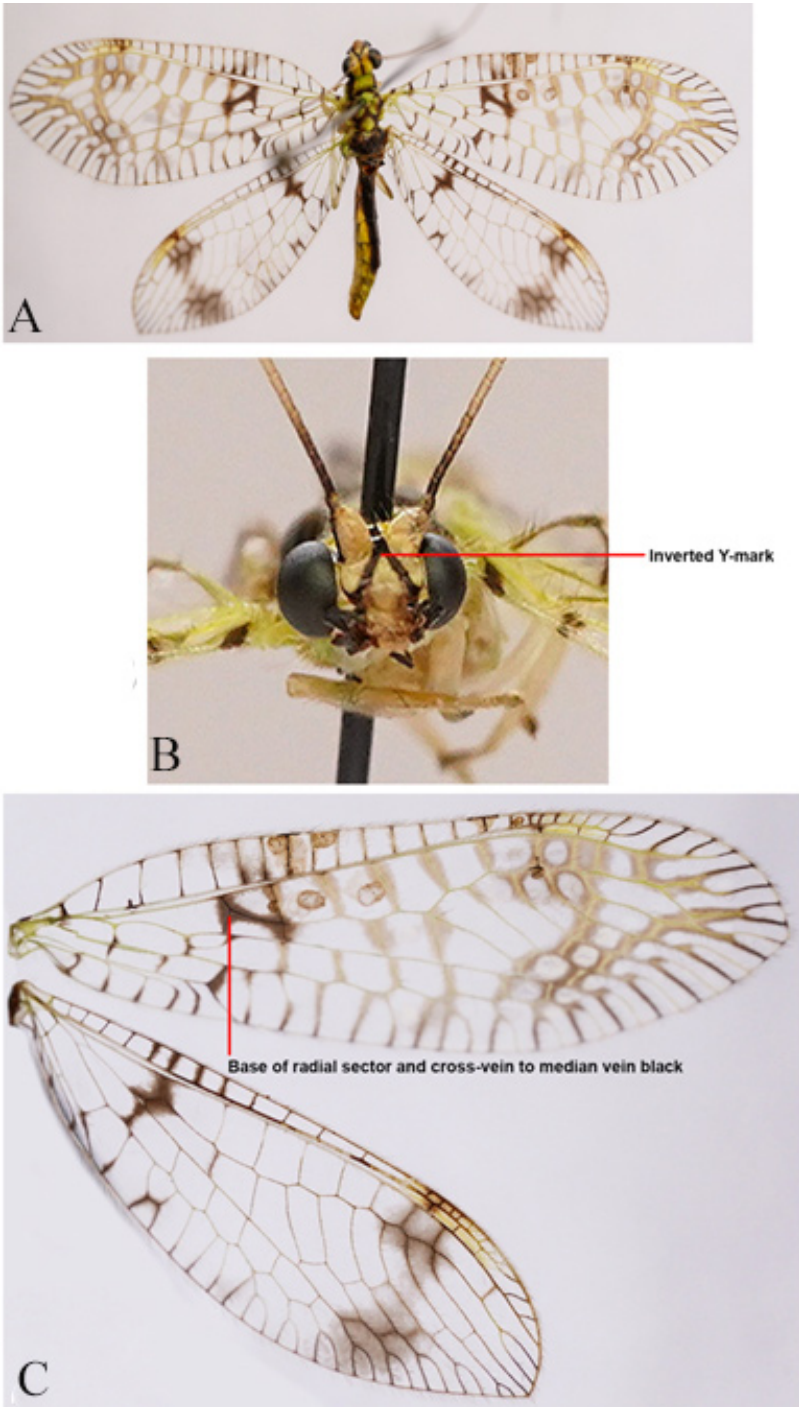 A
Inverted Y-mark
B
Base of radial sector and cross-vein to median vein black
C